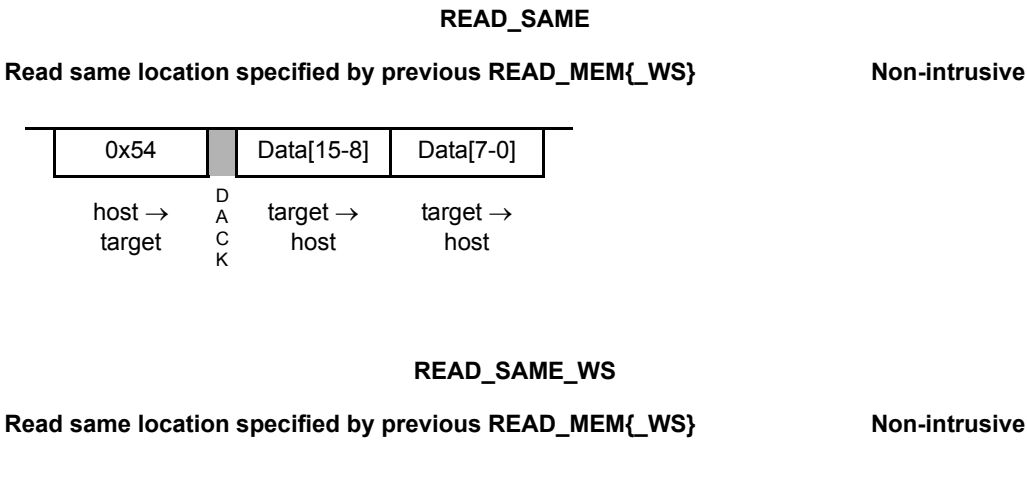 READ_SAME
Read same location specified by previous READ_MEM{_WS} Non-intrusive
0x54 Data[15-8] Data[7-0]
host → target → target →
target host host
D
A
C
K
READ_SAME_WS
Read same location specified by previous READ_MEM{_WS} Non-intrusive